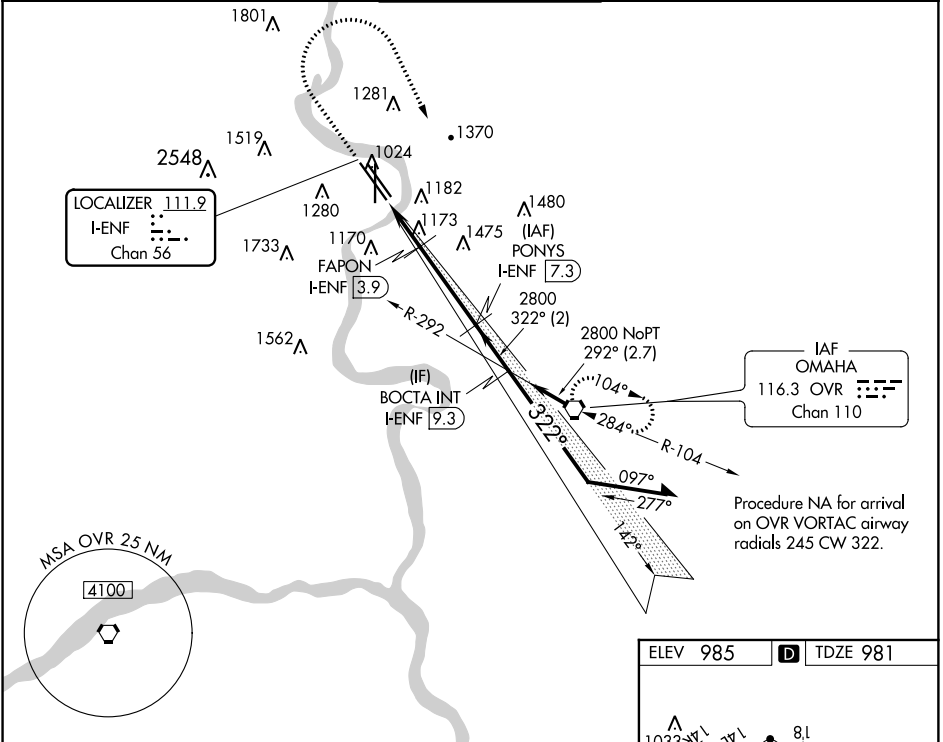 1801
1281
1370
1519
1024
2548
LOCALIZER 111.9
I-ENF
Chan 56
1280
1182
1480
1173
(IAF)
PONYS
I-ENF 7.3
1475
1733
1170
FAPON
I-ENF 3.9
2800
322° (2)
R-292
2800 NoPT
292° (2.7)
1562
IAF
OMAHA
116.3 OVR
Chan 110
(IF)
BOCTA INT
I-ENF 9.3
104°
322°
284°
R-104
097°
277°
Procedure NA for arrival
on OVR VORTAC airway
radials 245 CW 322.
142°
MSA OVR 25 NM
4100
ELEV 985 D TDZE 981
1033
14R
14L
18L